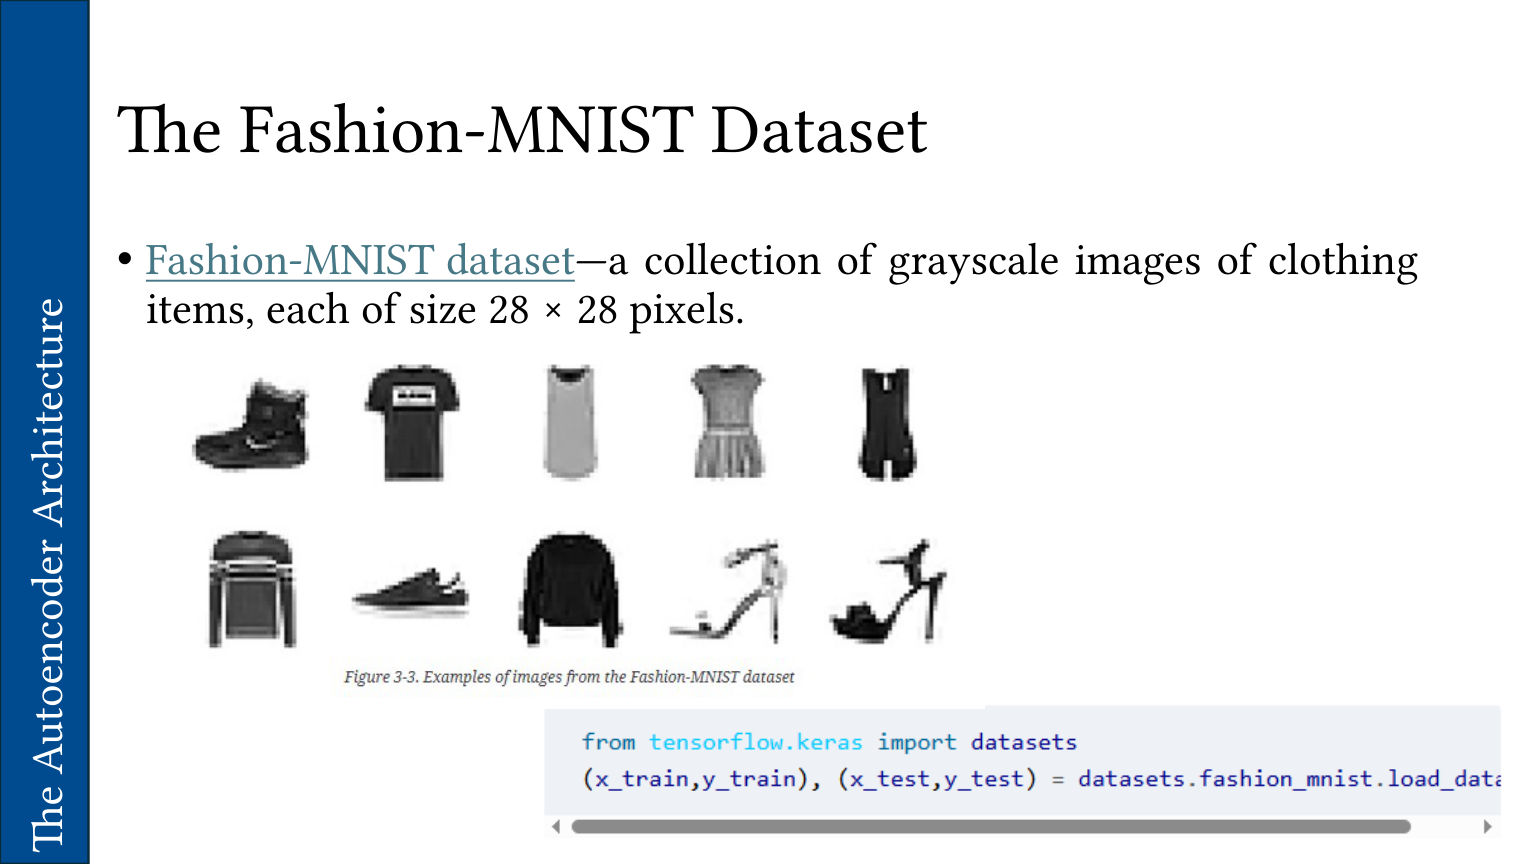 The Autoencoder Architecture
The Fashion-MNIST Dataset
• Fashion-MNIST dataset—a collection of grayscale images of clothing
items, each of size 28 × 28 pixels.
Figure 3-3. Examples of images from the Fashion-MNIST dataset
from tensorflow.keras import datasets
(x_train,y_train), (x_test,y_test) = datasets.fashion_mnist.load_data